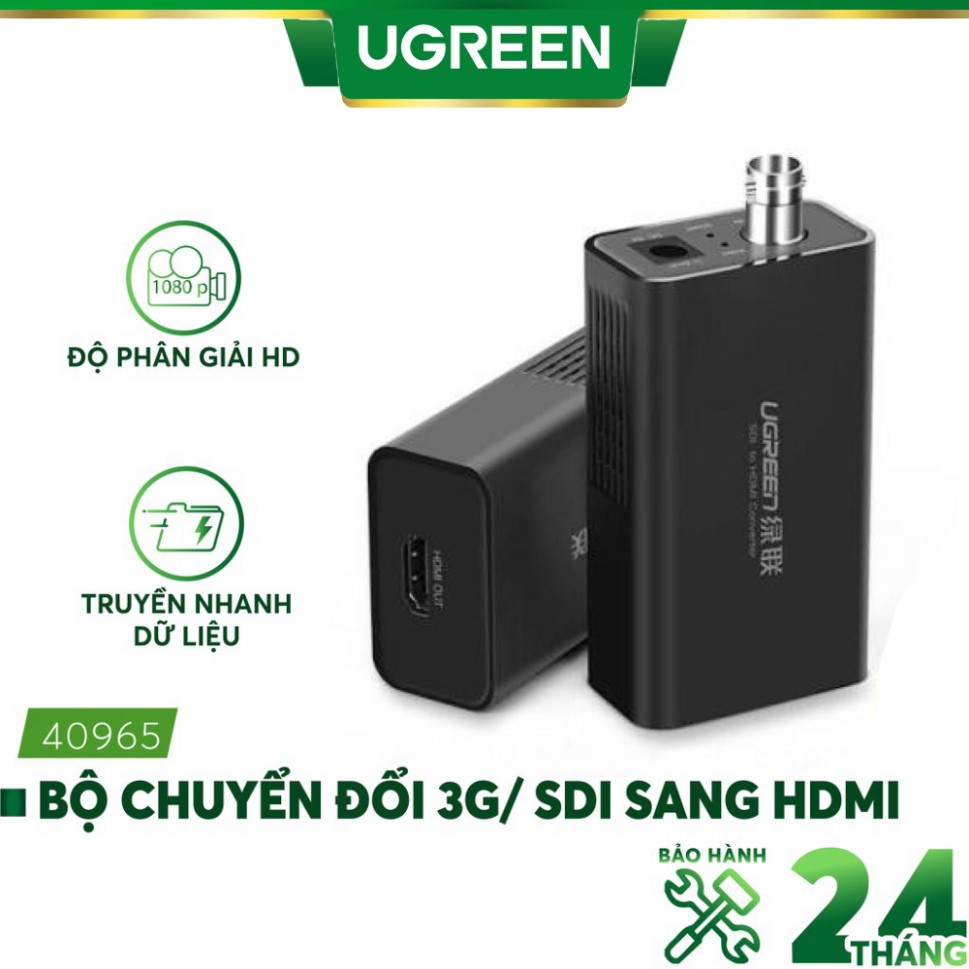 UGREEN
1080 p
ĐỘ PHÂN GIẢI HD
TRUYỀN NHANH
DỮ LIỆU
HDMI OUT
UGREEN 绿联
SDI to HDMI Converter
40965
BỘ CHUYỂN ĐỔI 3G/ SDI SANG HDMI
BẢO HÀNH
24
THÁNG